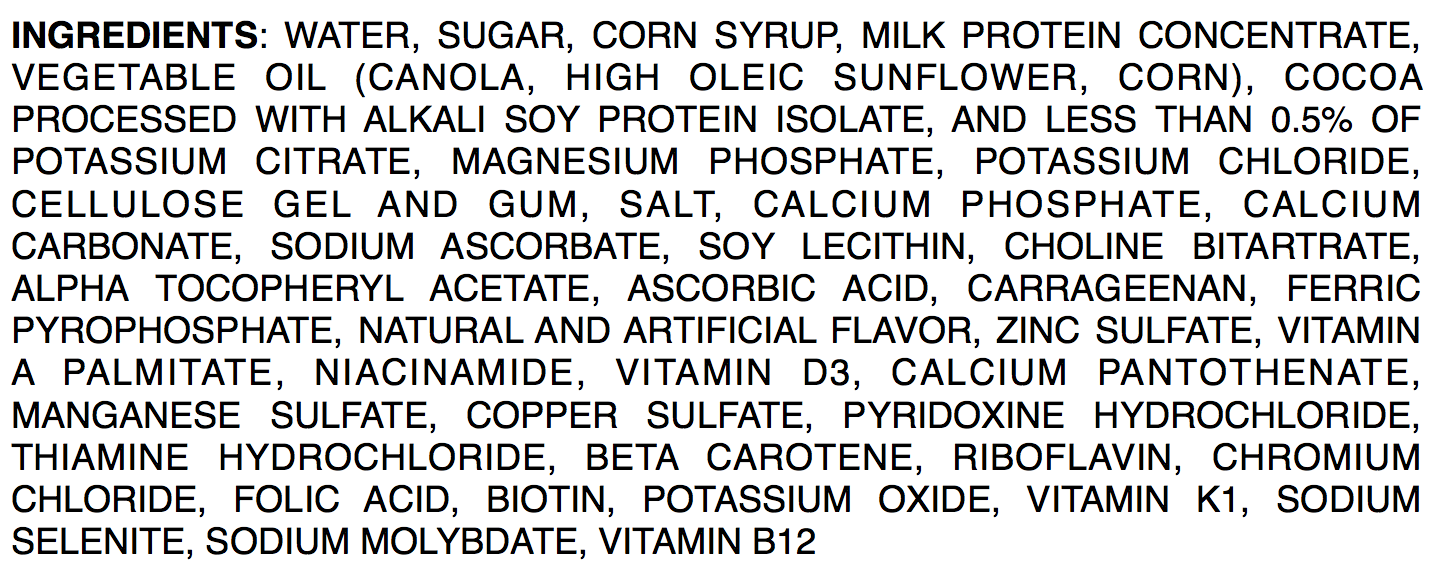 INGREDIENTS: WATER, SUGAR, CORN SYRUP, MILK PROTEIN CONCENTRATE,
VEGETABLE OIL (CANOLA, HIGH OLEIC SUNFLOWER, CORN), COCOA
PROCESSED WITH ALKALI SOY PROTEIN ISOLATE, AND LESS THAN 0.5% OF
POTASSIUM CITRATE, MAGNESIUM PHOSPHATE, POTASSIUM CHLORIDE,
CELLULOSE GEL AND GUM, SALT, CALCIUM PHOSPHATE, CALCIUM
CARBONATE, SODIUM ASCORBATE, SOY LECITHIN, CHOLINE BITARTRATE,
ALPHA TOCOPHERYL ACETATE, ASCORBIC ACID, CARRAGEENAN, FERRIC
PYROPHOSPHATE, NATURAL AND ARTIFICIAL FLAVOR, ZINC SULFATE, VITAMIN
A PALMITATE, NIACINAMIDE, VITAMIN D3, CALCIUM PANTOTHENATE,
MANGANESE SULFATE, COPPER SULFATE, PYRIDOXINE HYDROCHLORIDE,
THIAMINE HYDROCHLORIDE, BETA CAROTENE, RIBOFLAVIN, CHROMIUM
CHLORIDE, FOLIC ACID, BIOTIN, POTASSIUM OXIDE, VITAMIN K1, SODIUM
SELENITE, SODIUM MOLYBDATE, VITAMIN B12